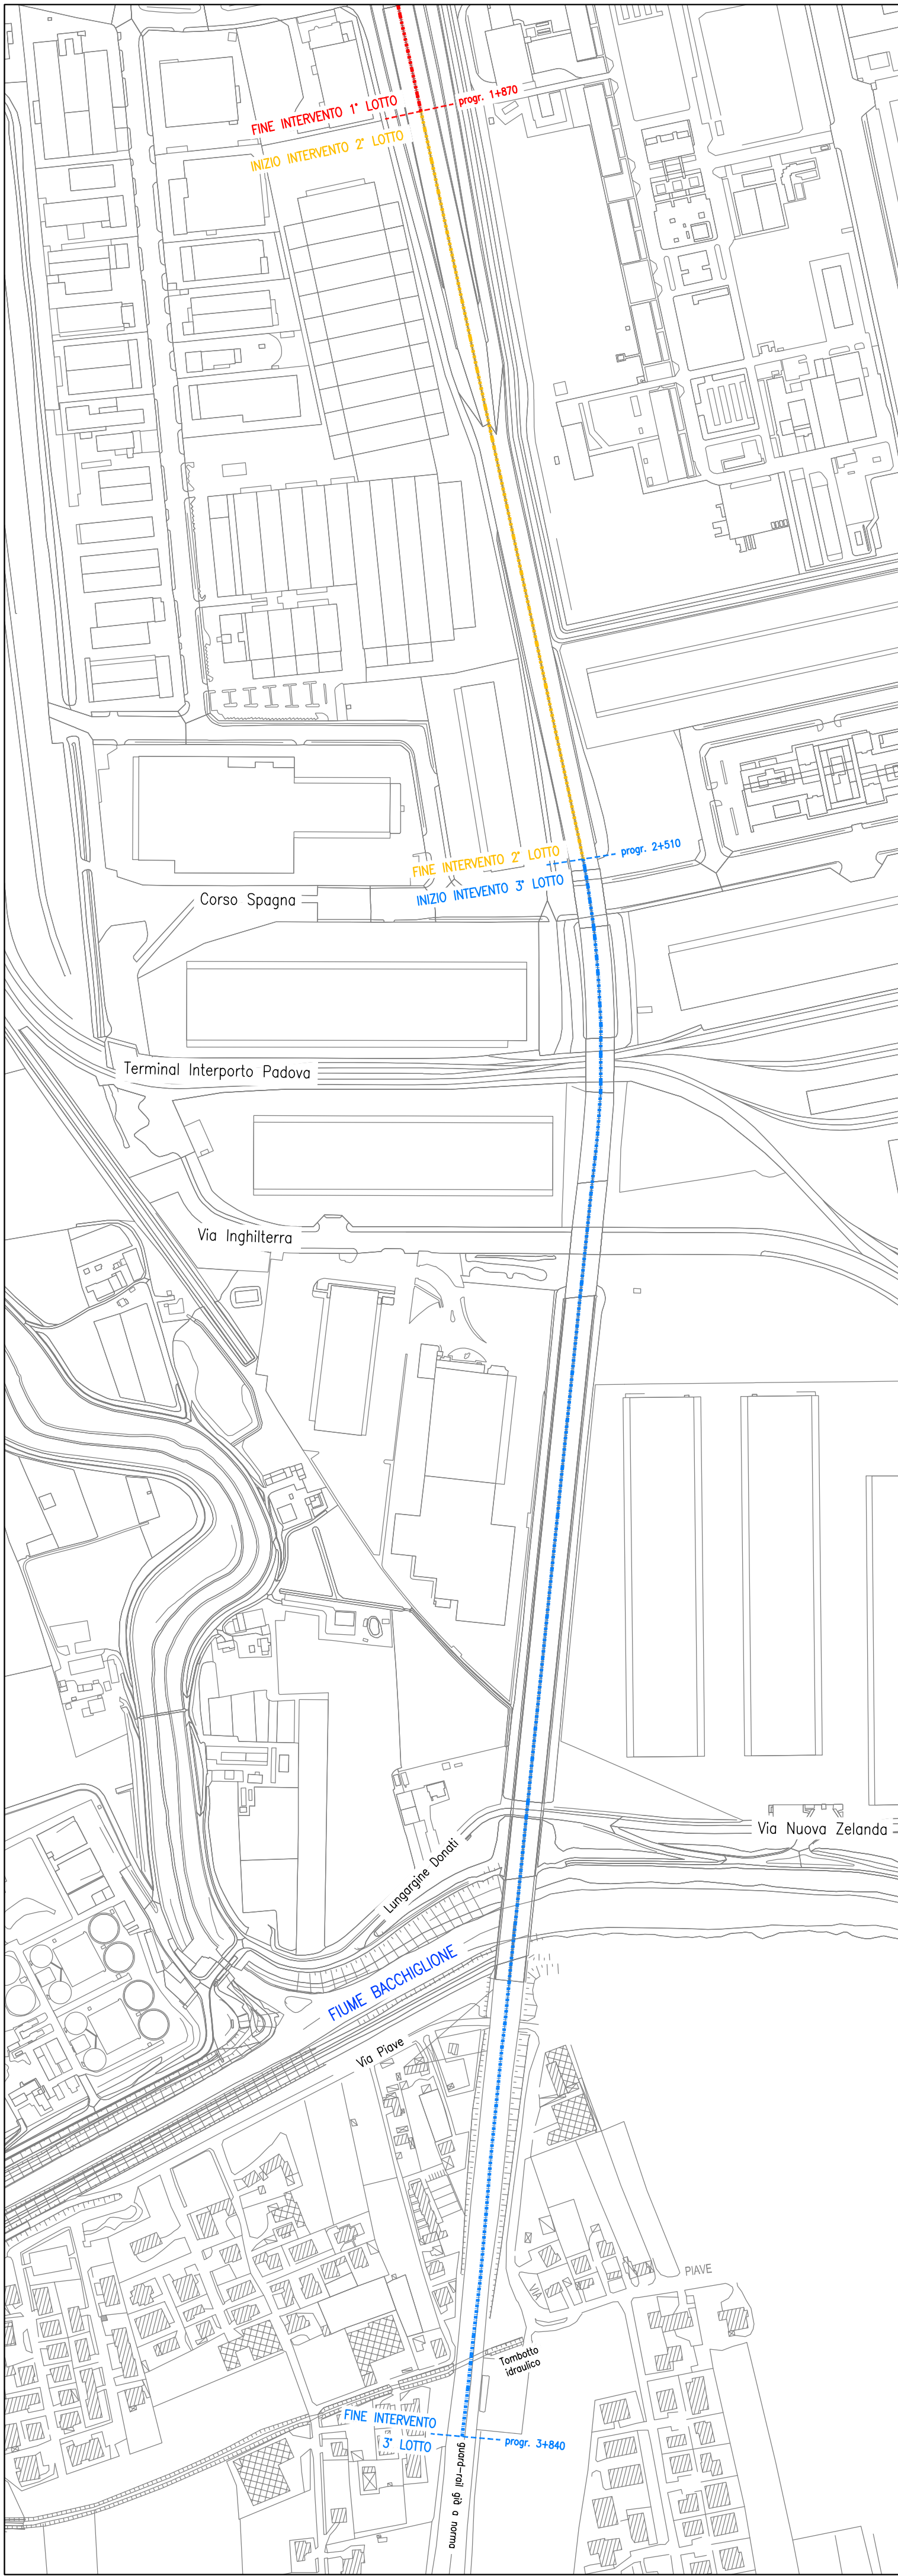 FINE INTERVENTO 1° LOTTO
progr. 1+870
INIZIO INTERVENTO 2° LOTTO
FINE INTERVENTO 2° LOTTO
progr. 2+510
INIZIO INTEVENTO 3° LOTTO
Corso Spagna
Terminal Interporto Padova
Via Inghilterra
Via Nuova Zelanda
Lungargine Donati
FIUME BACCHIGLIONE
Via Piave
VIA
PIAVE
Tombotto
idraulico
FINE INTERVENTO
3° LOTTO
progr. 3+840
guard-rail già a norma